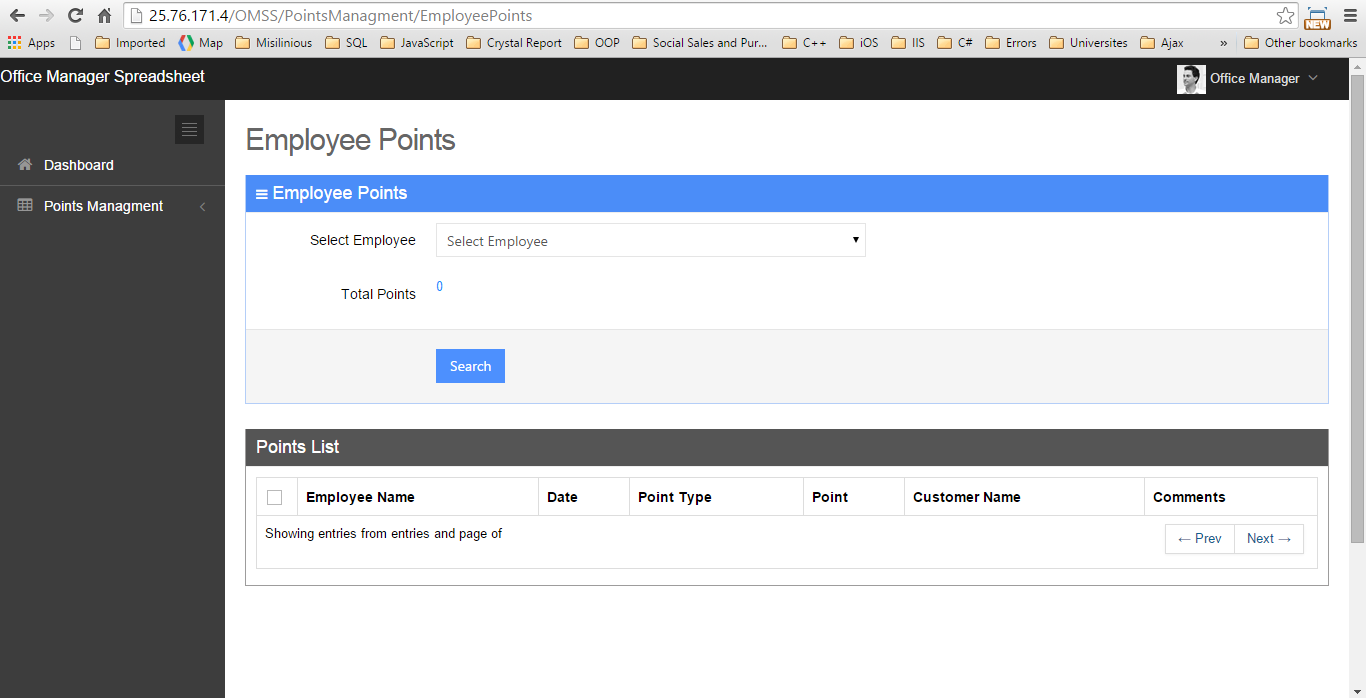 25.76.171.4/OMSS/PointsManagment/EmployeePoints
NEW
Apps Imported Map Misilinious SQL JavaScript Crystal Report OOP Social Sales and Pur... C++ iOS IIS C# Errors Universites Ajax » Other bookmarks
Office Manager Spreadsheet Office Manager
Dashboard
Points Managment
Employee Points
Employee Points
Select Employee Select Employee
Total Points 0
Search
Points List
Employee Name Date Point Type Point Customer Name Comments
Showing entries from entries and page of ← Prev Next →